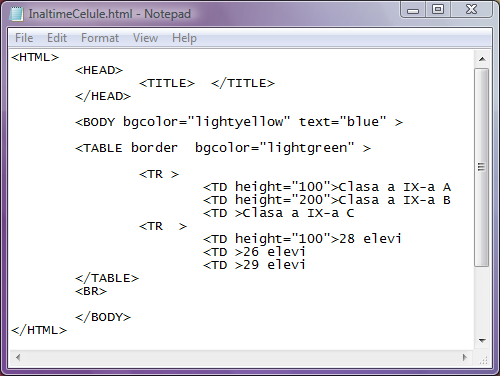 InaltimeCelule.html - Notepad
File Edit Format View Help
<HTML>
<HEAD>
<TITLE> </TITLE>
</HEAD>
<BODY bgcolor="lightyellow" text="blue" >
<TABLE border bgcolor="lightgreen" >
<TR >
<TD height="100">Clasa a IX-a A
<TD height="200">Clasa a IX-a B
<TD >Clasa a IX-a C
<TR >
<TD height="100">28 elevi
<TD >26 elevi
<TD >29 elevi
</TABLE>
<BR>
</BODY>
</HTML>